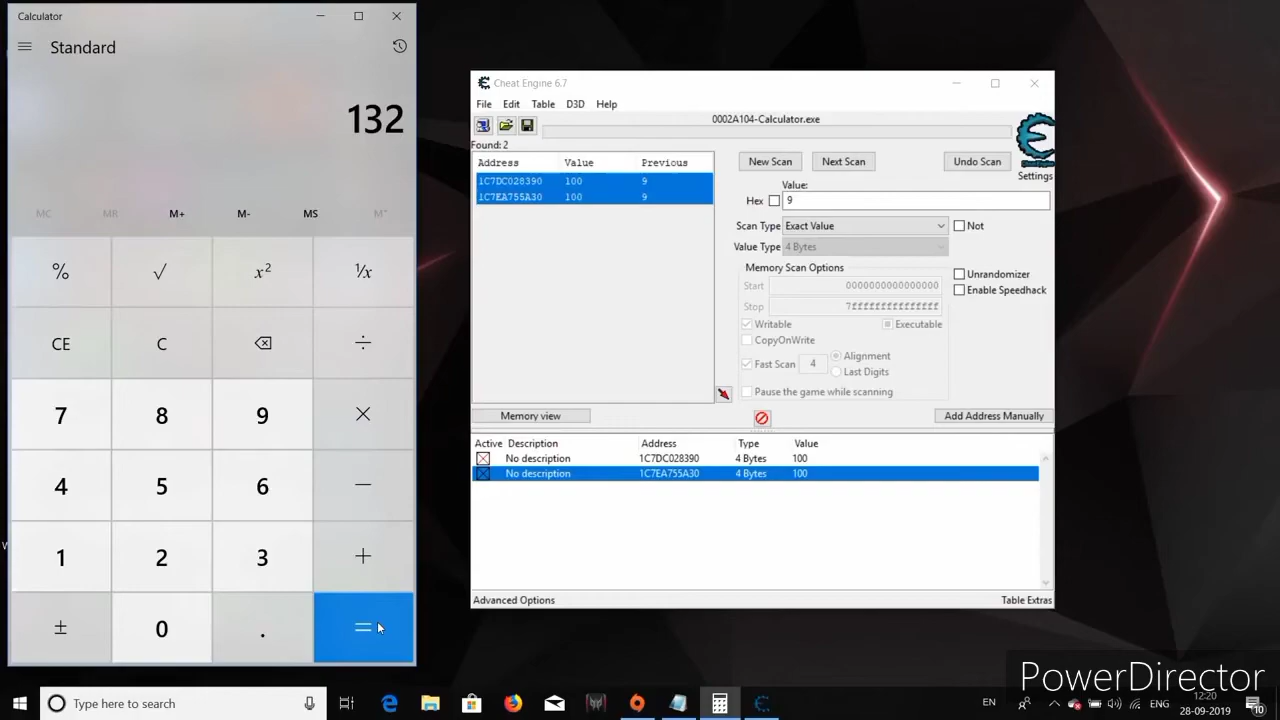 Calculator
Standard
132
MC MR M+ M- MS
% √ x² ¹/x
CE C ÷
7 8 9 ×
4 5 6 −
1 2 3 +
± 0 . =
Cheat Engine 6.7
File Edit Table D3D Help
0002A104-Calculator.exe
Found: 2
Address Value Previous
1C7DC028390 100 9
1C7EA755A30 100 9
New Scan Next Scan Undo Scan
Settings
Value:
Hex 9
Scan Type Exact Value Not
Value Type 4 Bytes
Memory Scan Options
Start 0000000000000000
Stop 7fffffffffffffff
Unrandomizer
Enable Speedhack
Writable Executable
CopyOnWrite
Fast Scan 4 Alignment
Last Digits
Pause the game while scanning
Memory view Add Address Manually
Active Description Address Type Value
No description 1C7DC028390 4 Bytes 100
No description 1C7EA755A30 4 Bytes 100
Advanced Options Table Extras
PowerDirector
Type here to search
EN ENG
12:20
28-09-2019
10